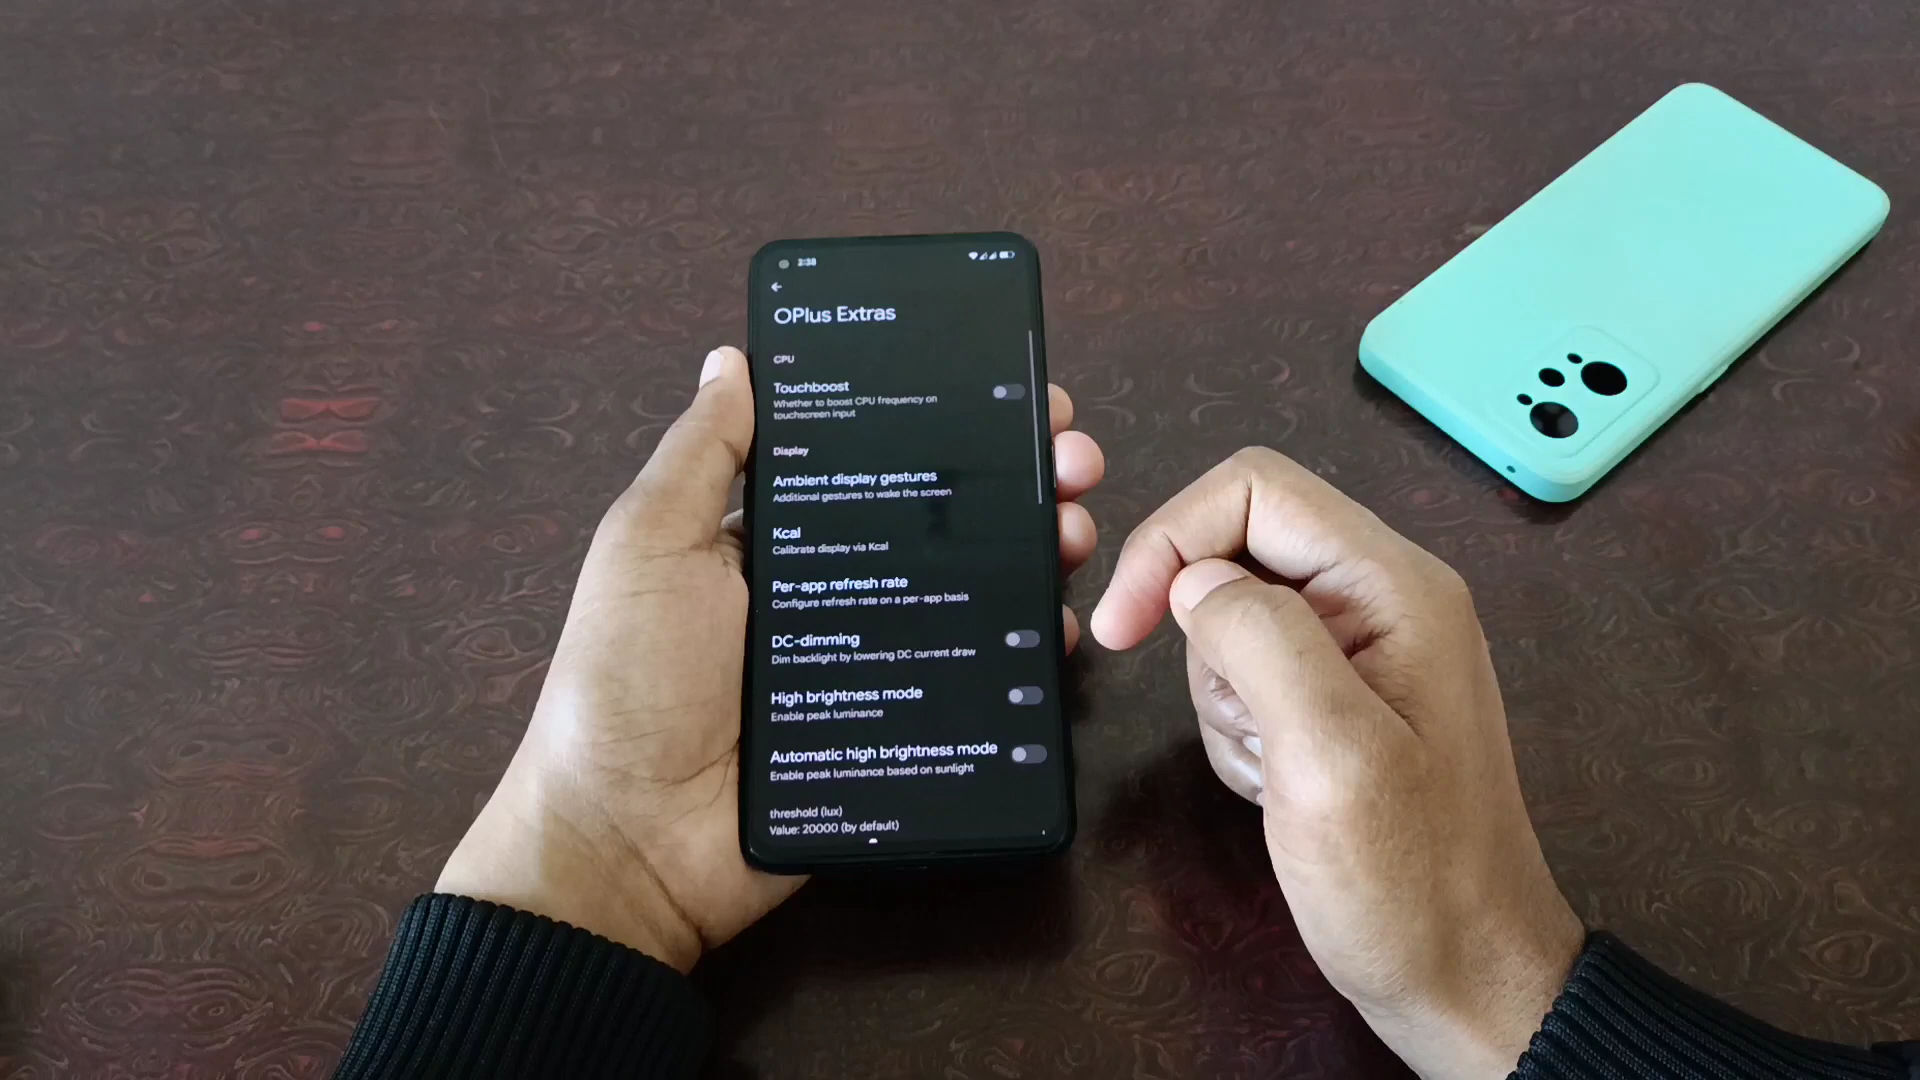 2:38
OPlus Extras
CPU
Touchboost
Whether to boost CPU frequency on
touchscreen input
Display
Ambient display gestures
Additional gestures to wake the screen
Kcal
Calibrate display via Kcal
Per-app refresh rate
Configure refresh rate on a per-app basis
DC-dimming
Dim backlight by lowering DC current draw
High brightness mode
Enable peak luminance
Automatic high brightness mode
Enable peak luminance based on sunlight
threshold (lux)
Value: 20000 (by default)